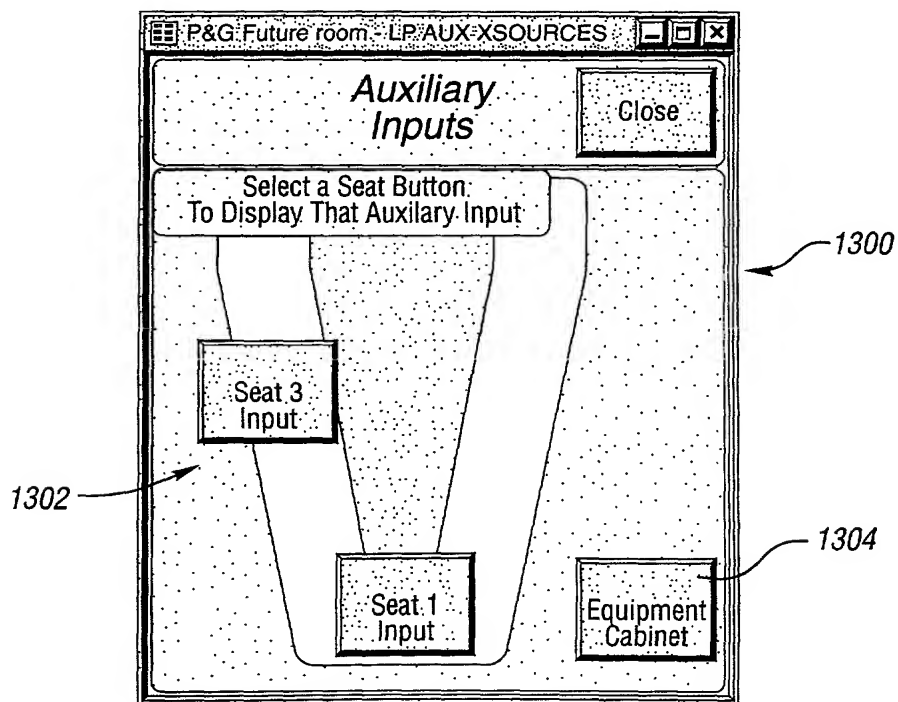 P&G Future room - LP AUX-XSOURCES
Auxiliary
Inputs
Close
Select a Seat Button
To Display That Auxilary Input
1300
Seat 3
Input
1302
1304
Seat 1
Input
Equipment
Cabinet